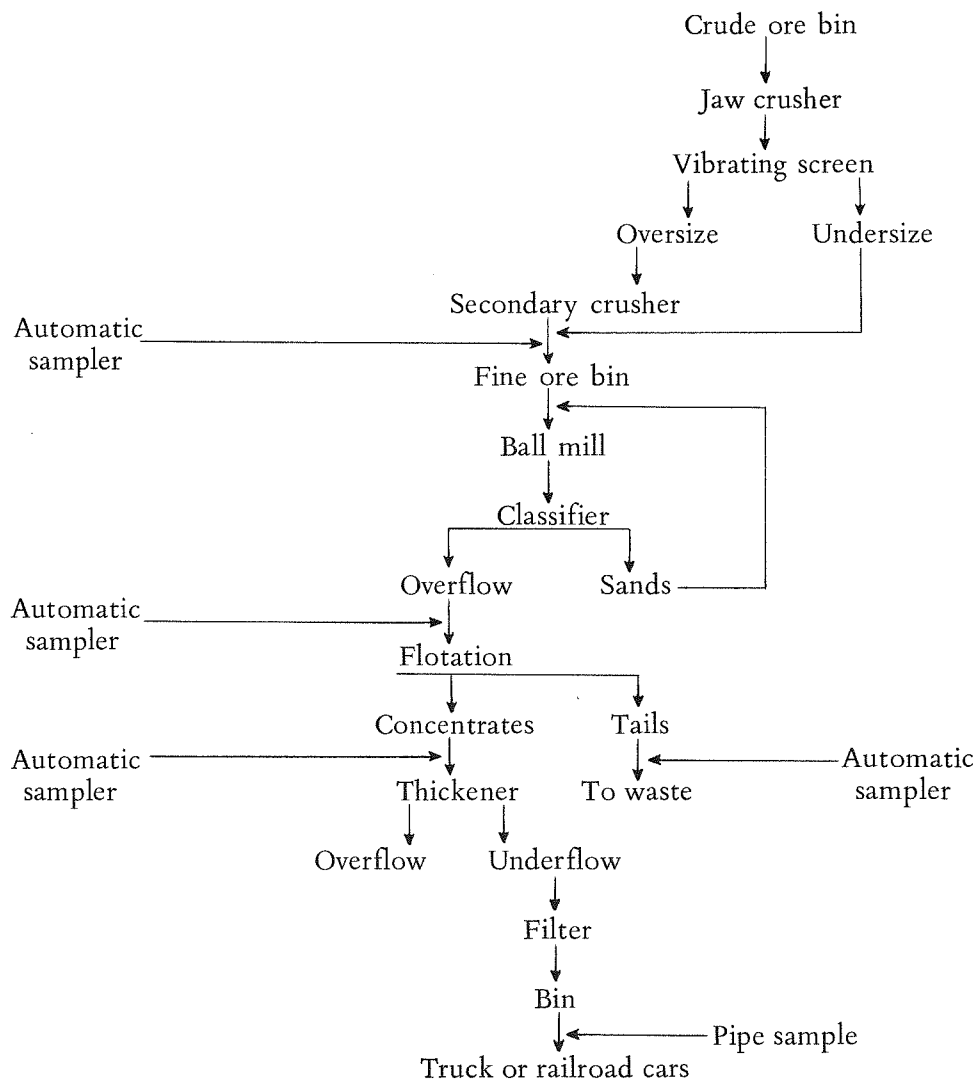 Crude ore bin
Jaw crusher
Vibrating screen
Oversize
Undersize
Secondary crusher
Automatic
sampler
Fine ore bin
Ball mill
Classifier
Overflow
Sands
Automatic
sampler
Flotation
Concentrates
Tails
Automatic
sampler
Automatic
sampler
Thickener
To waste
Overflow
Underflow
Filter
Bin
Pipe sample
Truck or railroad cars